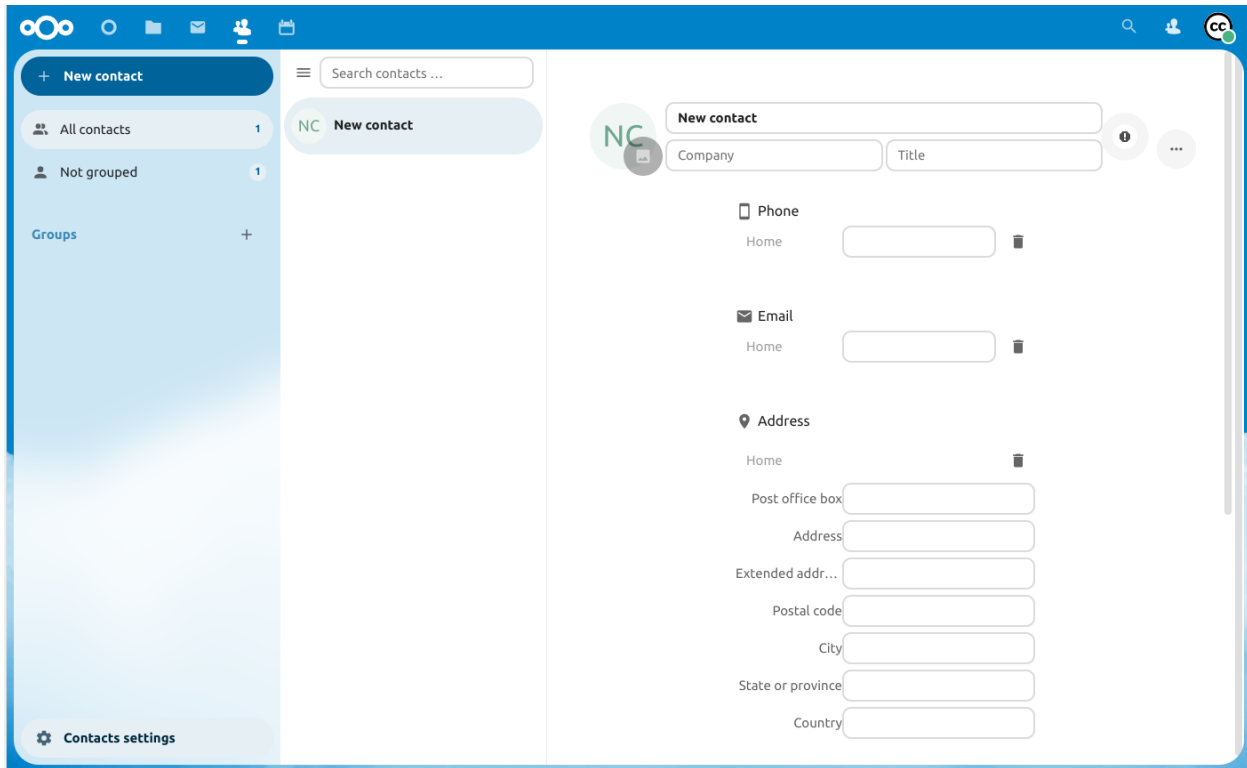 CC
New contact
All contacts 1
Not grouped 1
Groups
Contacts settings
Search contacts ...
NC New contact
NC
New contact
Company Title
Phone
Home
Email
Home
Address
Home
Post office box
Address
Extended addr...
Postal code
City
State or province
Country